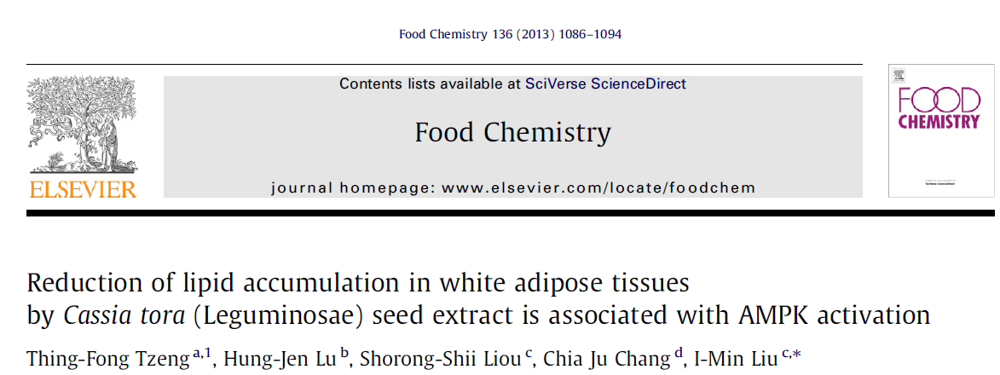 Food Chemistry 136 (2013) 1086–1094
Contents lists available at SciVerse ScienceDirect
Food Chemistry
journal homepage: www.elsevier.com/locate/foodchem
ELSEVIER
FOOD
CHEMISTRY
Reduction of lipid accumulation in white adipose tissues
by Cassia tora (Leguminosae) seed extract is associated with AMPK activation
Thing-Fong Tzeng a,1, Hung-Jen Lu b, Shorong-Shii Liou c, Chia Ju Chang d, I-Min Liu c,*